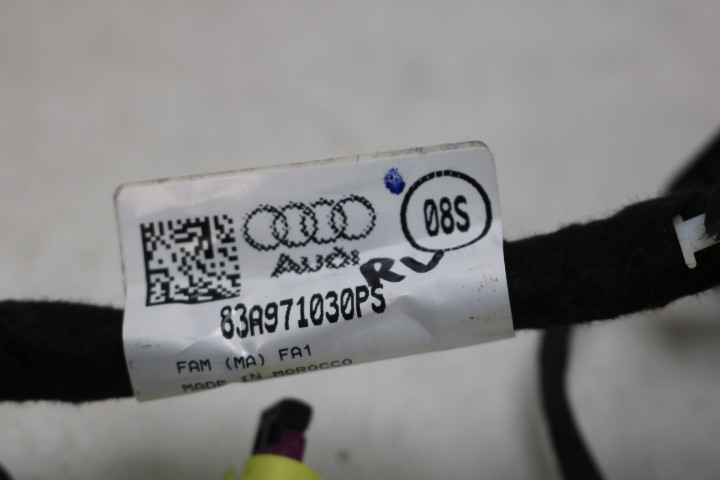 08S
AUDI
RV
83A971030PS
FAM (MA) FA1
MADE IN MOROCCO